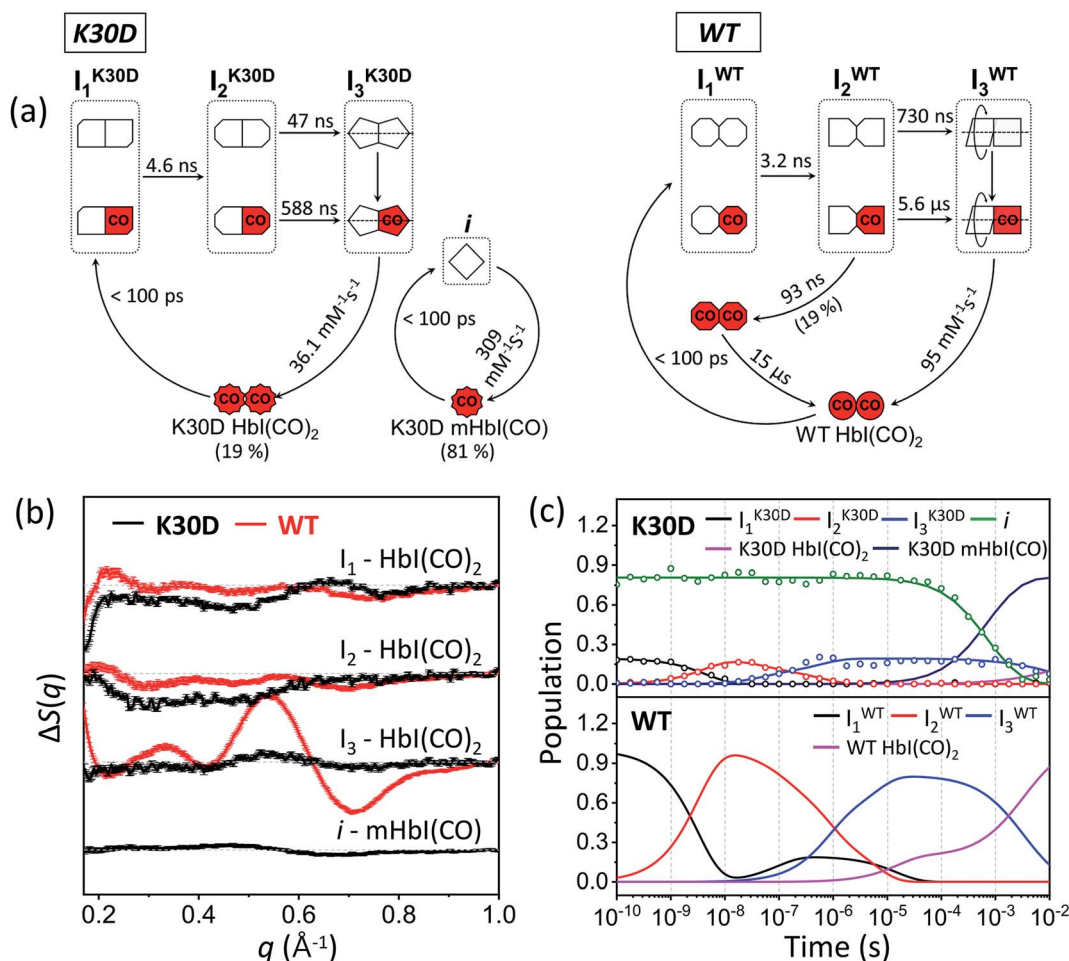 K30D
WT
(a)
I₁ᴷ³⁰ᴰ I₂ᴷ³⁰ᴰ I₃ᴷ³⁰ᴰ
I₁ᵂᵀ I₂ᵂᵀ I₃ᵂᵀ
47 ns
4.6 ns
588 ns
CO CO CO
i
< 100 ps
36.1 mM⁻¹s⁻¹
< 100 ps
309
mM⁻¹S⁻¹
CO CO
CO
K30D HbI(CO)₂
(19 %)
K30D mHbI(CO)
(81 %)
730 ns
3.2 ns
5.6 µs
CO CO CO
93 ns
(19 %)
CO CO
< 100 ps
15 µs
95 mM⁻¹s⁻¹
CO CO
WT HbI(CO)₂
(b)
K30D WT
I₁ - HbI(CO)₂
I₂ - HbI(CO)₂
I₃ - HbI(CO)₂
i - mHbI(CO)
ΔS(q)
0.2 0.4 0.6 0.8 1.0
q (Å⁻¹)
(c)
K30D
I₁ᴷ³⁰ᴰ I₂ᴷ³⁰ᴰ I₃ᴷ³⁰ᴰ i
K30D HbI(CO)₂ K30D mHbI(CO)
1.2
0.9
0.6
0.3
0.0
WT
I₁ᵂᵀ I₂ᵂᵀ I₃ᵂᵀ
WT HbI(CO)₂
1.2
0.9
0.6
0.3
0.0
Population
10⁻¹⁰ 10⁻⁹ 10⁻⁸ 10⁻⁷ 10⁻⁶ 10⁻⁵ 10⁻⁴ 10⁻³ 10⁻²
Time (s)